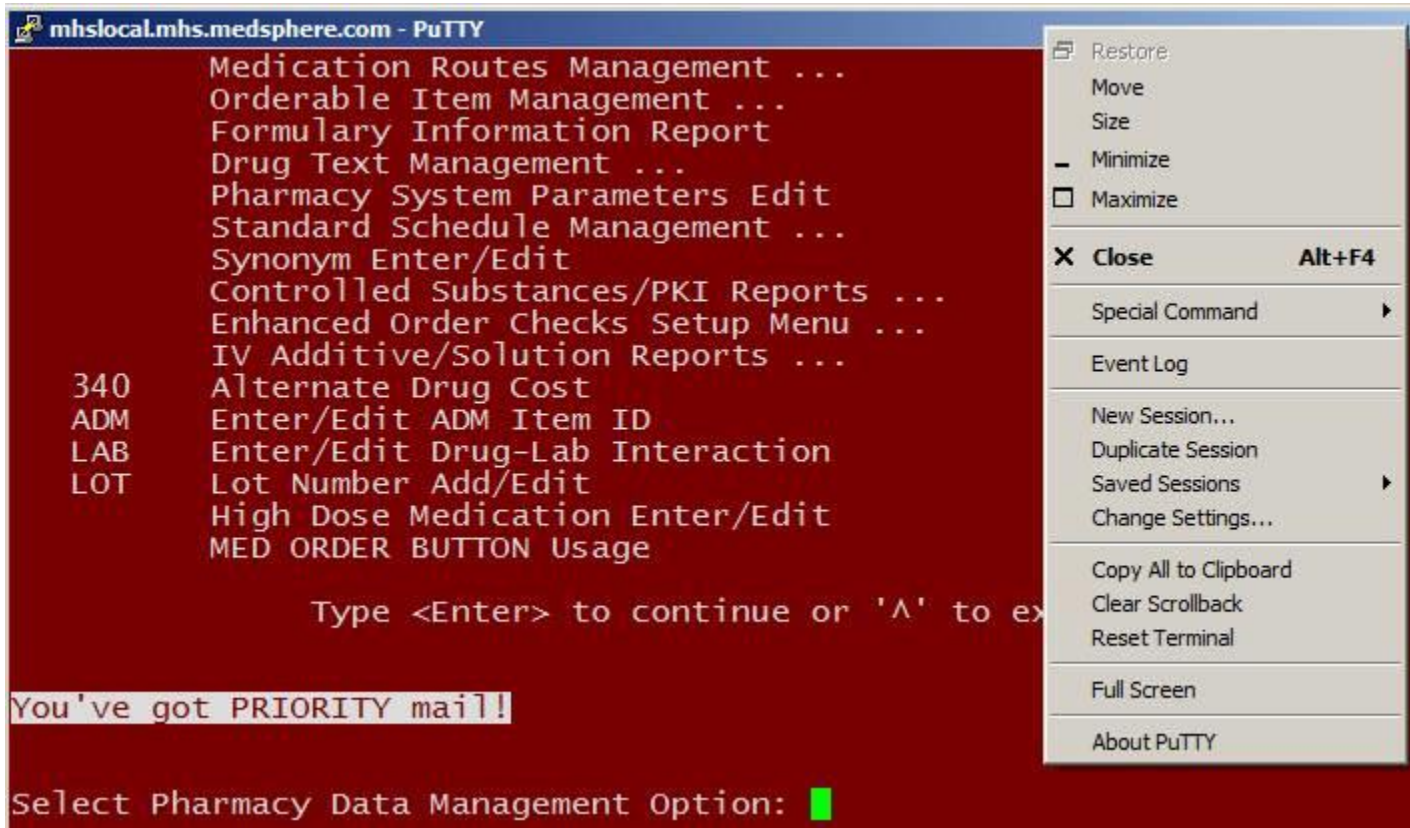 mhslocal.mhs.medsphere.com - PuTTY
Medication Routes Management ...
Orderable Item Management ...
Formulary Information Report
Drug Text Management ...
Pharmacy System Parameters Edit
Standard Schedule Management ...
Synonym Enter/Edit
Controlled Substances/PKI Reports ...
Enhanced Order Checks Setup Menu ...
IV Additive/Solution Reports ...
340 Alternate Drug Cost
ADM Enter/Edit ADM Item ID
LAB Enter/Edit Drug-Lab Interaction
LOT Lot Number Add/Edit
High Dose Medication Enter/Edit
MED ORDER BUTTON Usage
Type <Enter> to continue or '^' to ex
You've got PRIORITY mail!
Select Pharmacy Data Management Option:
Restore
Move
Size
Minimize
Maximize
Close Alt+F4
Special Command
Event Log
New Session...
Duplicate Session
Saved Sessions
Change Settings...
Copy All to Clipboard
Clear Scrollback
Reset Terminal
Full Screen
About PuTTY